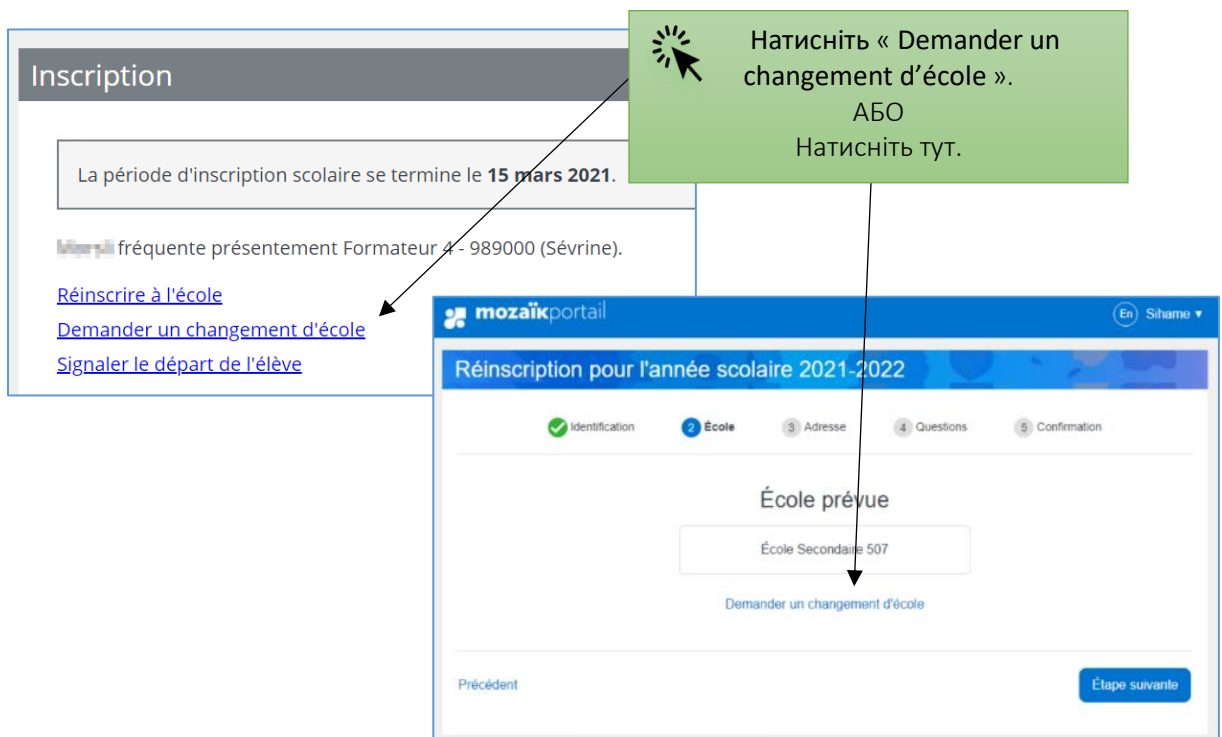 Натисніть « Demander un
changement d’école ».
АБО
Натисніть тут.
Inscription
La période d'inscription scolaire se termine le 15 mars 2021.
fréquente présentement Formateur 4 - 989000 (Sévrine).
Réinscrire à l'école
Demander un changement d'école
Signaler le départ de l'élève
mozaïkportail
En Sihame
Réinscription pour l'année scolaire 2021-2022
Identification 2 École 3 Adresse 4 Questions 5 Confirmation
École prévue
École Secondaire 507
Demander un changement d'école
Précédent Étape suivante